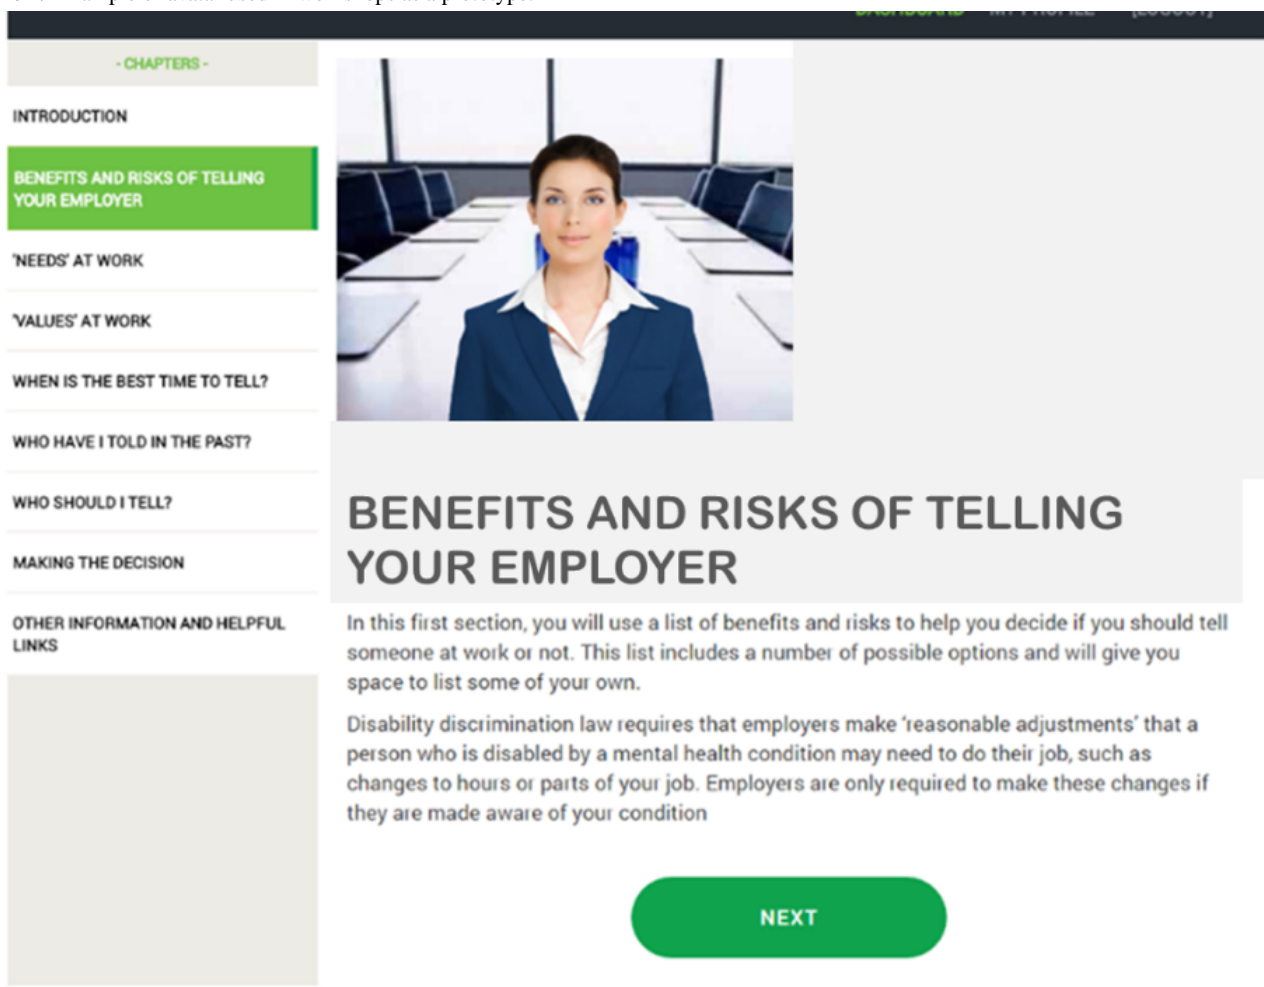 DASHBOARD MY PROFILE [LOGOUT]
- CHAPTERS -
INTRODUCTION
BENEFITS AND RISKS OF TELLING
YOUR EMPLOYER
'NEEDS' AT WORK
'VALUES' AT WORK
WHEN IS THE BEST TIME TO TELL?
WHO HAVE I TOLD IN THE PAST?
WHO SHOULD I TELL?
MAKING THE DECISION
OTHER INFORMATION AND HELPFUL
LINKS
BENEFITS AND RISKS OF TELLING
YOUR EMPLOYER
In this first section, you will use a list of benefits and risks to help you decide if you should tell
someone at work or not. This list includes a number of possible options and will give you
space to list some of your own.
Disability discrimination law requires that employers make ‘reasonable adjustments’ that a
person who is disabled by a mental health condition may need to do their job, such as
changes to hours or parts of your job. Employers are only required to make these changes if
they are made aware of your condition
NEXT